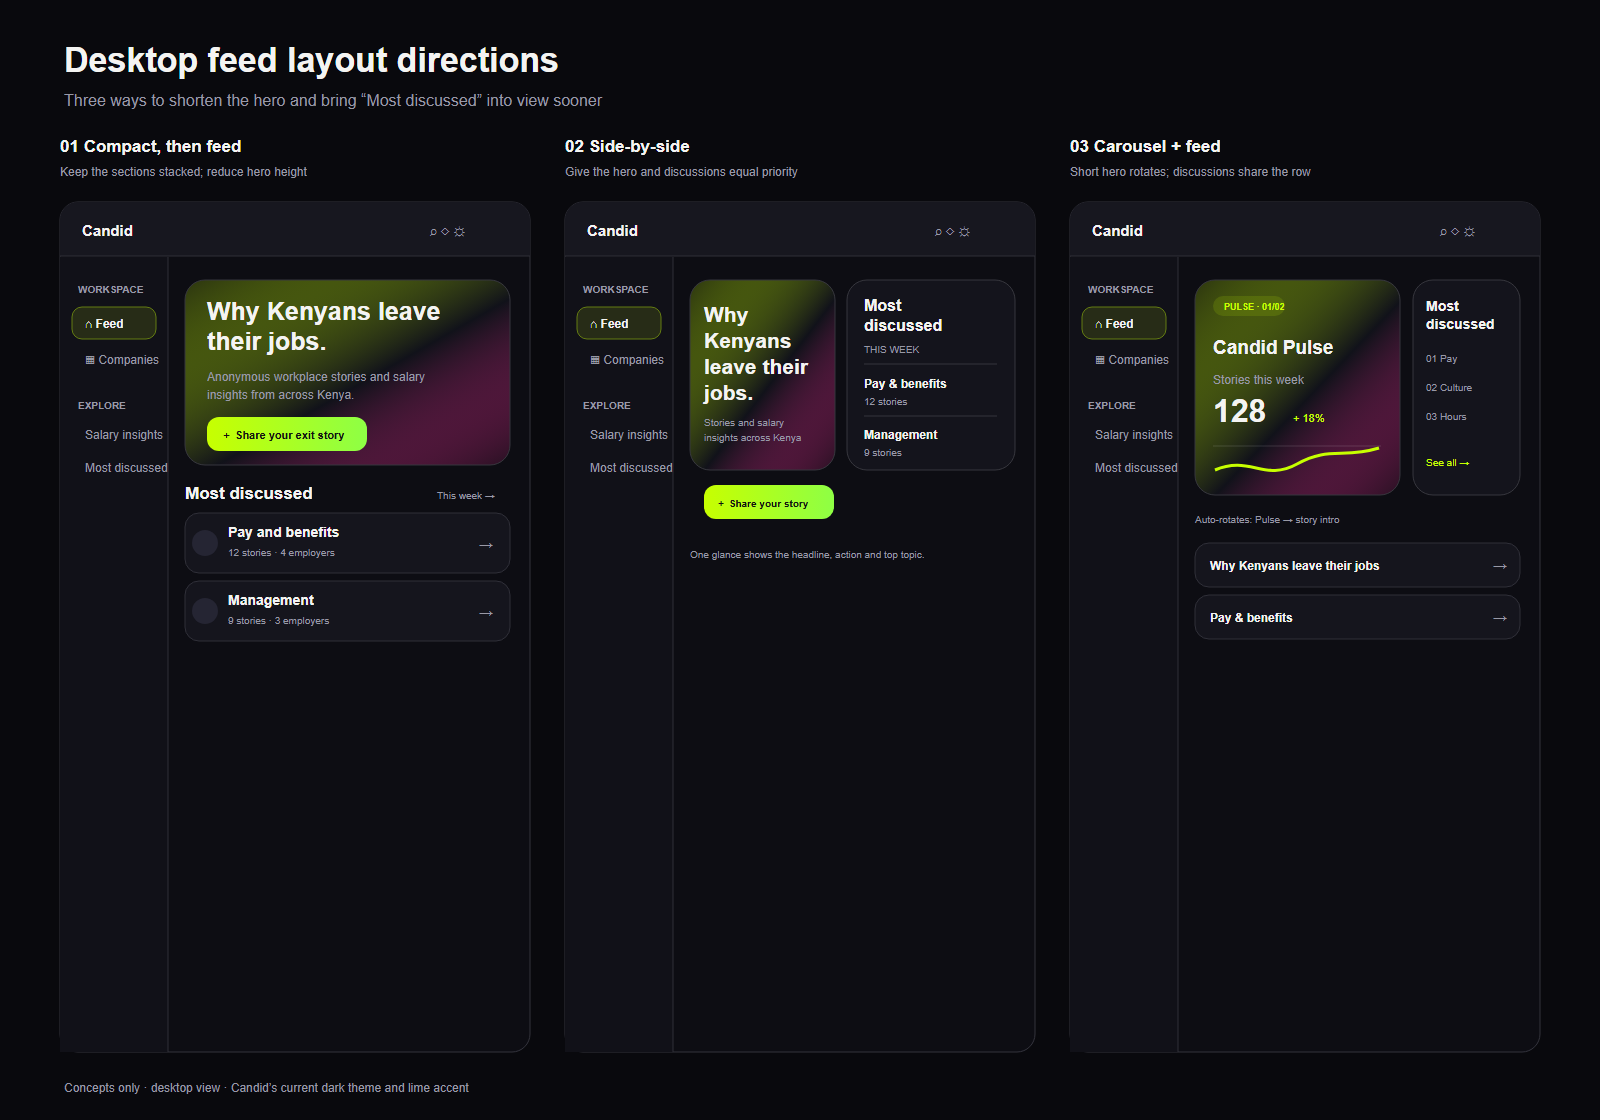 Desktop feed layout directions
Three ways to shorten the hero and bring “Most discussed” into view sooner
01 Compact, then feed
Keep the sections stacked; reduce hero height
Candid
WORKSPACE
Feed
Companies
EXPLORE
Salary insights
Most discussed
Why Kenyans leave
their jobs.
Anonymous workplace stories and salary
insights from across Kenya.
+ Share your exit story
Most discussed
This week →
Pay and benefits
12 stories · 4 employers
→
Management
9 stories · 3 employers
→
02 Side-by-side
Give the hero and discussions equal priority
Candid
WORKSPACE
Feed
Companies
EXPLORE
Salary insights
Most discussed
Why
Kenyans
leave their
jobs.
Stories and salary
insights across Kenya
+ Share your story
Most
discussed
THIS WEEK
Pay & benefits
12 stories
Management
9 stories
One glance shows the headline, action and top topic.
03 Carousel + feed
Short hero rotates; discussions share the row
Candid
WORKSPACE
Feed
Companies
EXPLORE
Salary insights
Most discussed
PULSE · 01/02
Candid Pulse
Stories this week
128
+ 18%
Most
discussed
01 Pay
02 Culture
03 Hours
See all →
Auto-rotates: Pulse → story intro
Why Kenyans leave their jobs
→
Pay & benefits
→
Concepts only · desktop view · Candid’s current dark theme and lime accent